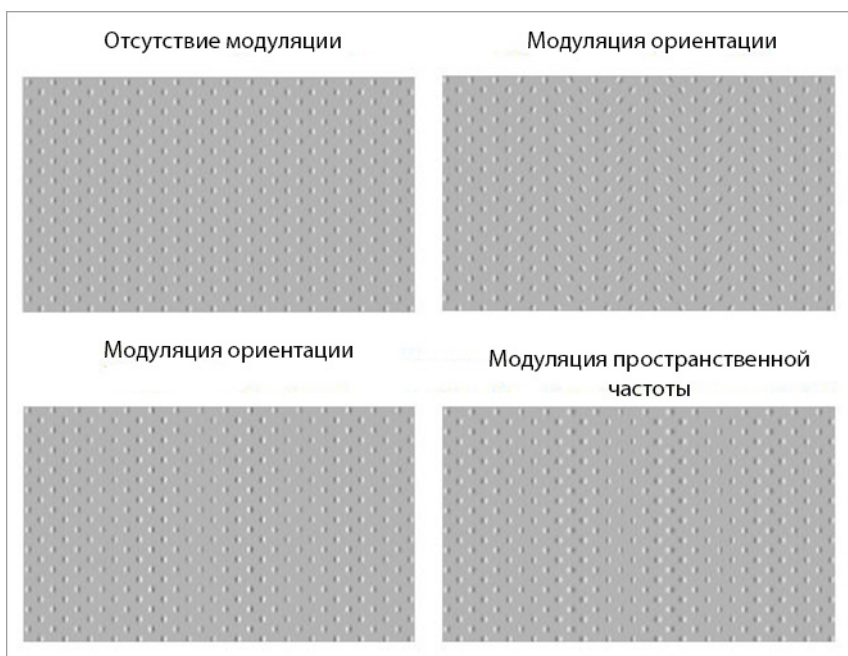 Отсутствие модуляции
Модуляция ориентации
Модуляция ориентации
Модуляция пространственной
частоты